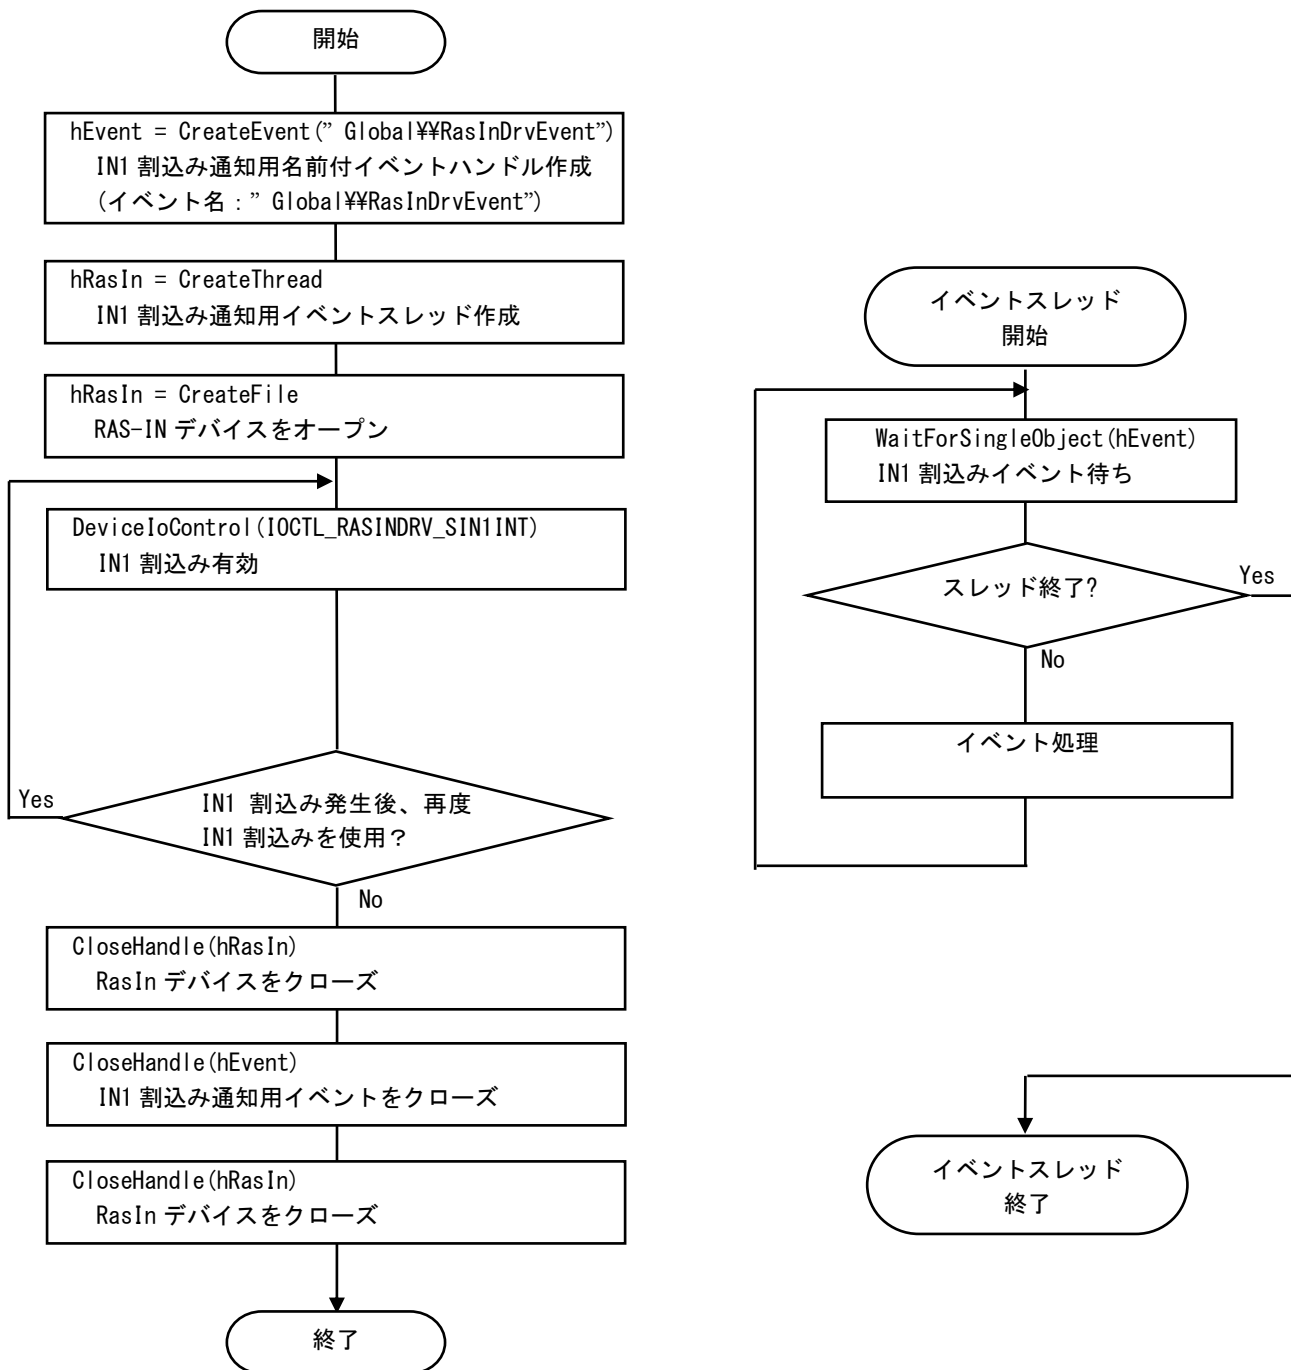 開始
hEvent = CreateEvent(” Global¥¥RasInDrvEvent”)
IN1 割込み通知用名前付イベントハンドル作成
(イベント名：” Global¥¥RasInDrvEvent”)
hRasIn = CreateThread
IN1 割込み通知用イベントスレッド作成
hRasIn = CreateFile
RAS-IN デバイスをオープン
DeviceIoControl(IOCTL_RASINDRV_SIN1INT)
IN1 割込み有効
Yes
IN1 割込み発生後、再度
IN1 割込みを使用？
No
CloseHandle(hRasIn)
RasIn デバイスをクローズ
CloseHandle(hEvent)
IN1 割込み通知用イベントをクローズ
CloseHandle(hRasIn)
RasIn デバイスをクローズ
終了
イベントスレッド
開始
WaitForSingleObject(hEvent)
IN1 割込みイベント待ち
スレッド終了?
Yes
No
イベント処理
イベントスレッド
終了